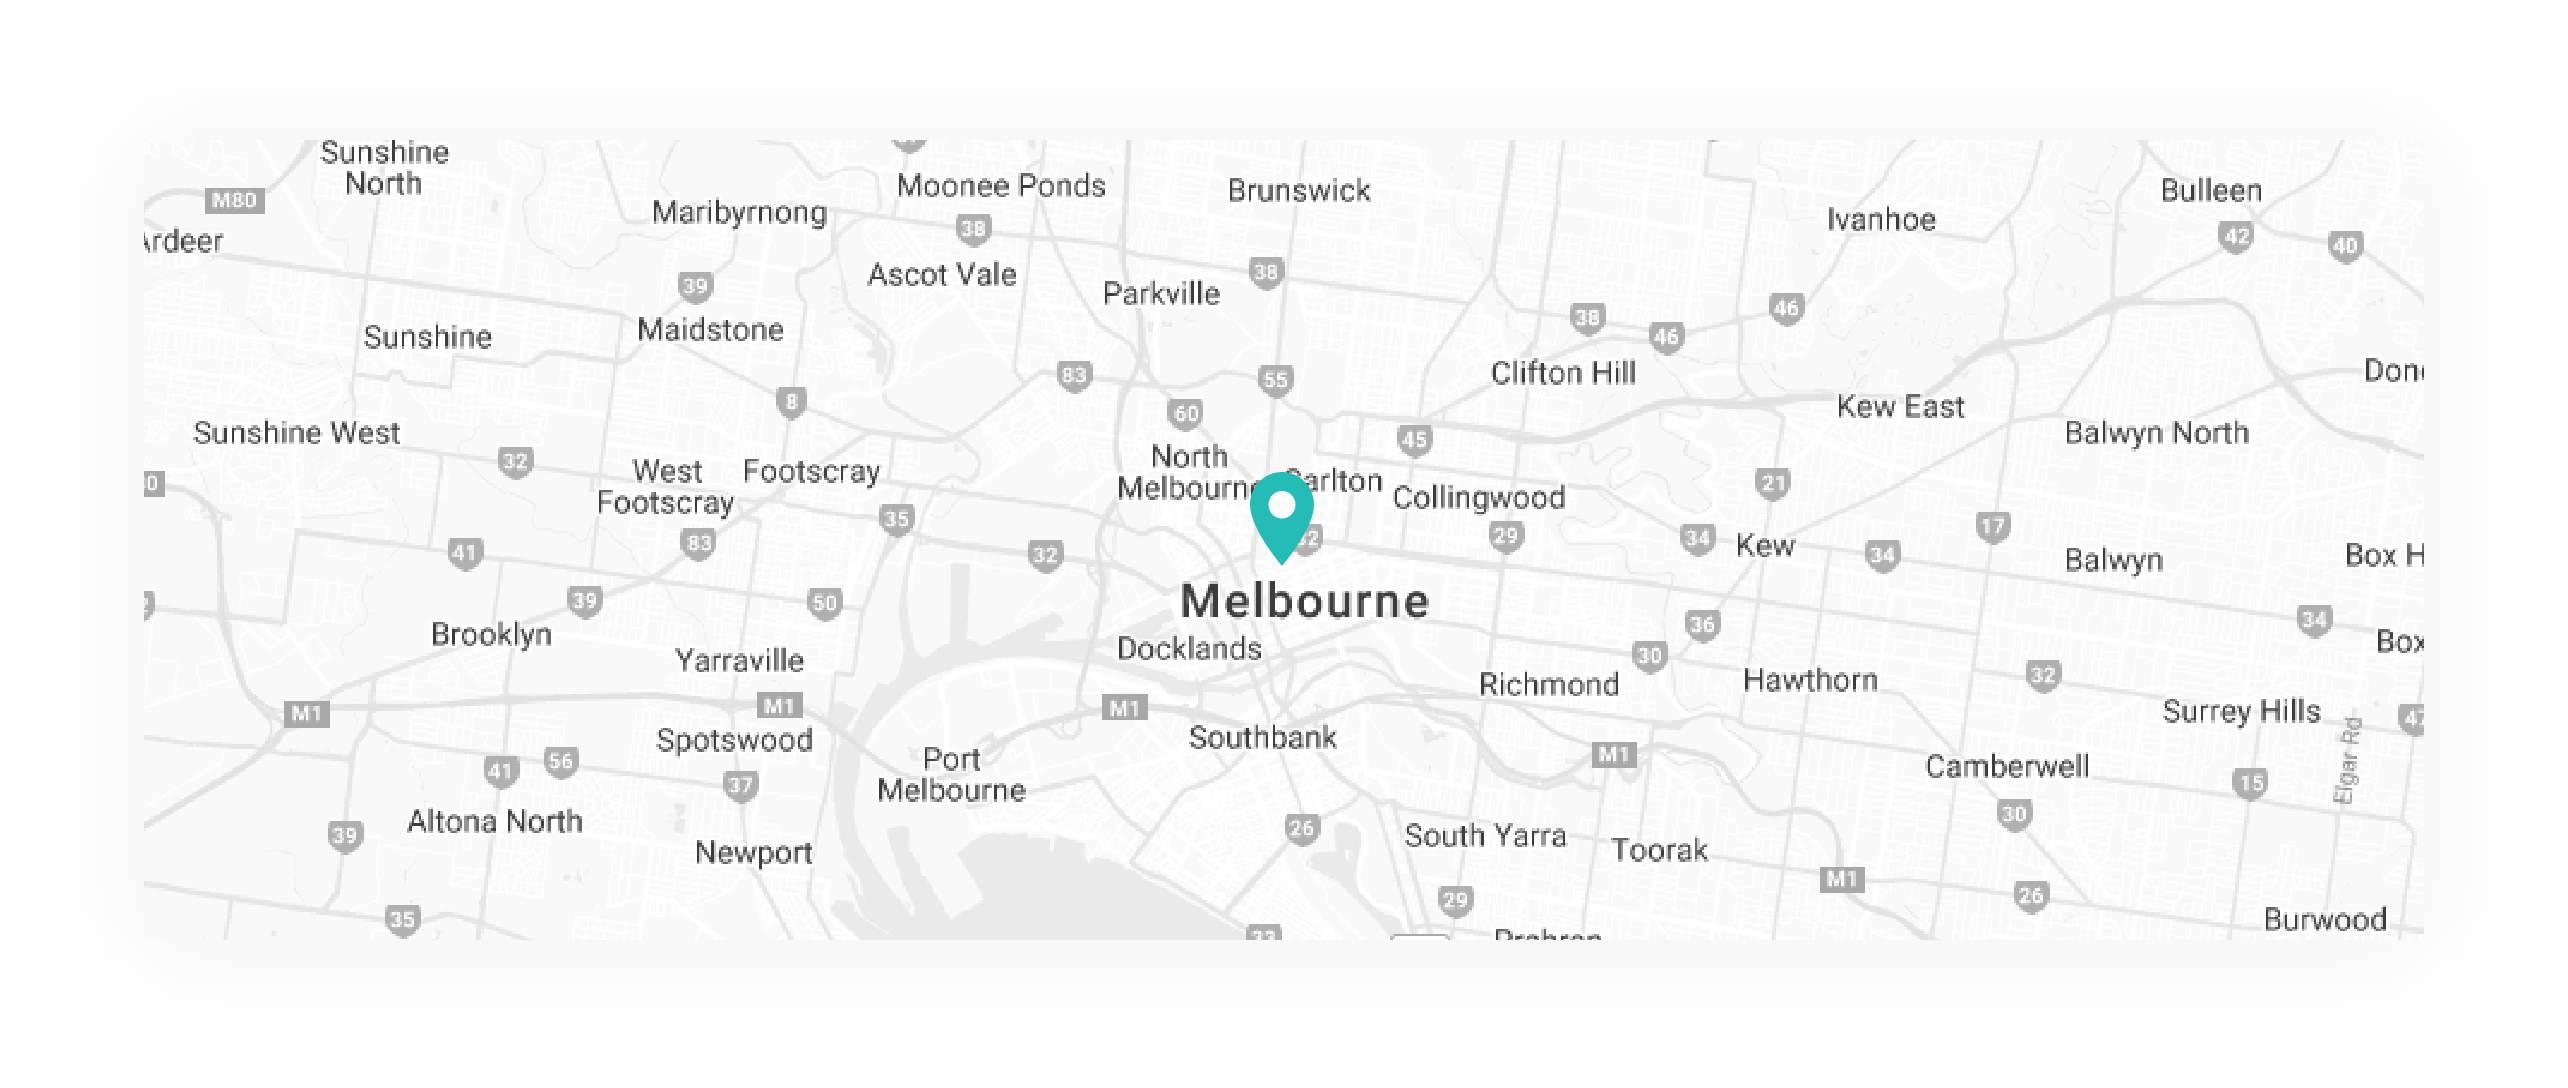 Sunshine
North
Moonee Ponds
Brunswick
Bulleen
M80
Maribyrnong
Ivanhoe
38
42
40
Ardeer
Ascot Vale
38
39
Parkville
46
38
46
Sunshine
Maidstone
83
55
Clifton Hill
8
60
Kew East
Sunshine West
45
Balwyn North
32
West
Footscray
Footscray
North
Melbourne
Carlton
Collingwood
21
35
83
41
32
29
34
Kew
34
17
Balwyn
39
50
Melbourne
36
34
Brooklyn
Yarraville
Docklands
30
Richmond
Hawthorn
32
Surrey Hills
M1
M1
M1
Spotswood
Southbank
M1
Elgar Rd
41
56
37
Port
Melbourne
Camberwell
15
Altona North
39
26
South Yarra
Toorak
30
Newport
M1
26
35
29
Burwood